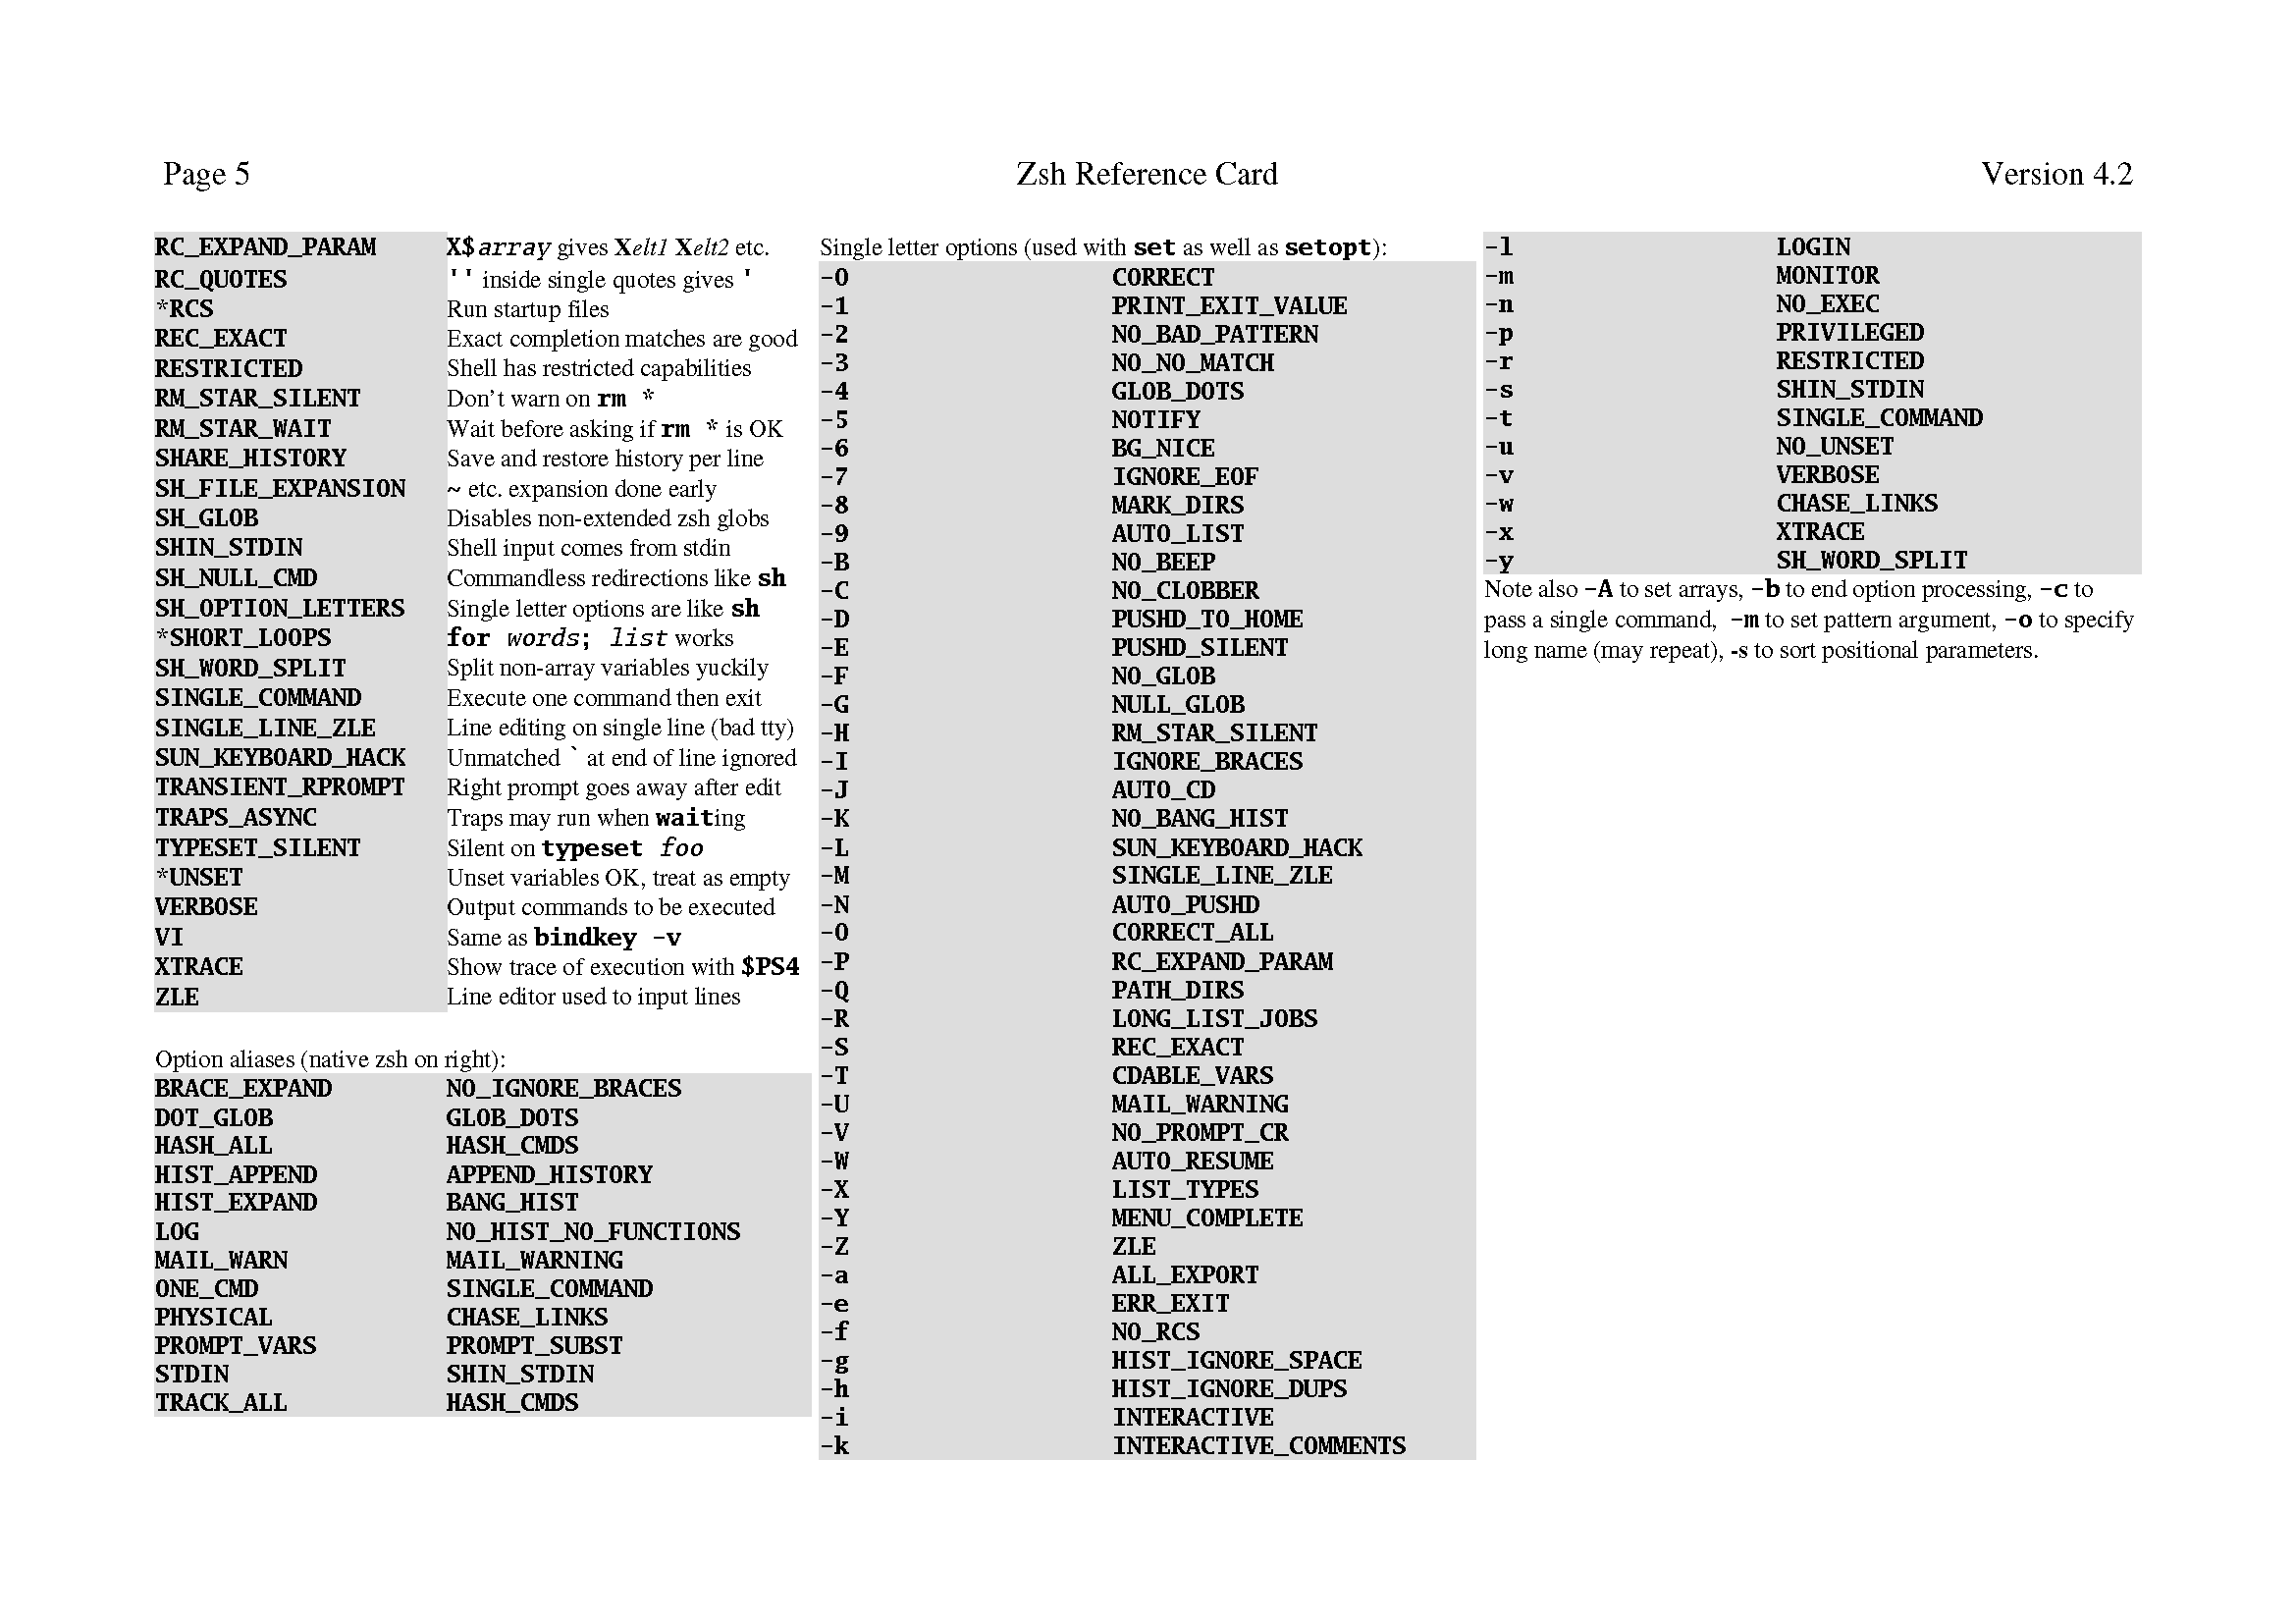 Page 5 Zsh Reference Card Version 4.2
RC_EXPAND_PARAM X$array gives Xelt1 Xelt2 etc.
RC_QUOTES '' inside single quotes gives '
*RCS Run startup files
REC_EXACT Exact completion matches are good
RESTRICTED Shell has restricted capabilities
RM_STAR_SILENT Don't warn on rm *
RM_STAR_WAIT Wait before asking if rm * is OK
SHARE_HISTORY Save and restore history per line
SH_FILE_EXPANSION ~ etc. expansion done early
SH_GLOB Disables non-extended zsh globs
SHIN_STDIN Shell input comes from stdin
SH_NULL_CMD Commandless redirections like sh
SH_OPTION_LETTERS Single letter options are like sh
*SHORT_LOOPS for words; list works
SH_WORD_SPLIT Split non-array variables yuckily
SINGLE_COMMAND Execute one command then exit
SINGLE_LINE_ZLE Line editing on single line (bad tty)
SUN_KEYBOARD_HACK Unmatched ` at end of line ignored
TRANSIENT_RPROMPT Right prompt goes away after edit
TRAPS_ASYNC Traps may run when waiting
TYPESET_SILENT Silent on typeset foo
*UNSET Unset variables OK, treat as empty
VERBOSE Output commands to be executed
VI Same as bindkey -v
XTRACE Show trace of execution with $PS4
ZLE Line editor used to input lines
Option aliases (native zsh on right):
BRACE_EXPAND NO_IGNORE_BRACES
DOT_GLOB GLOB_DOTS
HASH_ALL HASH_CMDS
HIST_APPEND APPEND_HISTORY
HIST_EXPAND BANG_HIST
LOG NO_HIST_NO_FUNCTIONS
MAIL_WARN MAIL_WARNING
ONE_CMD SINGLE_COMMAND
PHYSICAL CHASE_LINKS
PROMPT_VARS PROMPT_SUBST
STDIN SHIN_STDIN
TRACK_ALL HASH_CMDS
Single letter options (used with set as well as setopt):
-0 CORRECT
-1 PRINT_EXIT_VALUE
-2 NO_BAD_PATTERN
-3 NO_NO_MATCH
-4 GLOB_DOTS
-5 NOTIFY
-6 BG_NICE
-7 IGNORE_EOF
-8 MARK_DIRS
-9 AUTO_LIST
-B NO_BEEP
-C NO_CLOBBER
-D PUSHD_TO_HOME
-E PUSHD_SILENT
-F NO_GLOB
-G NULL_GLOB
-H RM_STAR_SILENT
-I IGNORE_BRACES
-J AUTO_CD
-K NO_BANG_HIST
-L SUN_KEYBOARD_HACK
-M SINGLE_LINE_ZLE
-N AUTO_PUSHD
-O CORRECT_ALL
-P RC_EXPAND_PARAM
-Q PATH_DIRS
-R LONG_LIST_JOBS
-S REC_EXACT
-T CDABLE_VARS
-U MAIL_WARNING
-V NO_PROMPT_CR
-W AUTO_RESUME
-X LIST_TYPES
-Y MENU_COMPLETE
-Z ZLE
-a ALL_EXPORT
-e ERR_EXIT
-f NO_RCS
-g HIST_IGNORE_SPACE
-h HIST_IGNORE_DUPS
-i INTERACTIVE
-k INTERACTIVE_COMMENTS
-l LOGIN
-m MONITOR
-n NO_EXEC
-p PRIVILEGED
-r RESTRICTED
-s SHIN_STDIN
-t SINGLE_COMMAND
-u NO_UNSET
-v VERBOSE
-w CHASE_LINKS
-x XTRACE
-y SH_WORD_SPLIT
Note also -A to set arrays, -b to end option processing, -c to
pass a single command, -m to set pattern argument, -o to specify
long name (may repeat), -s to sort positional parameters.